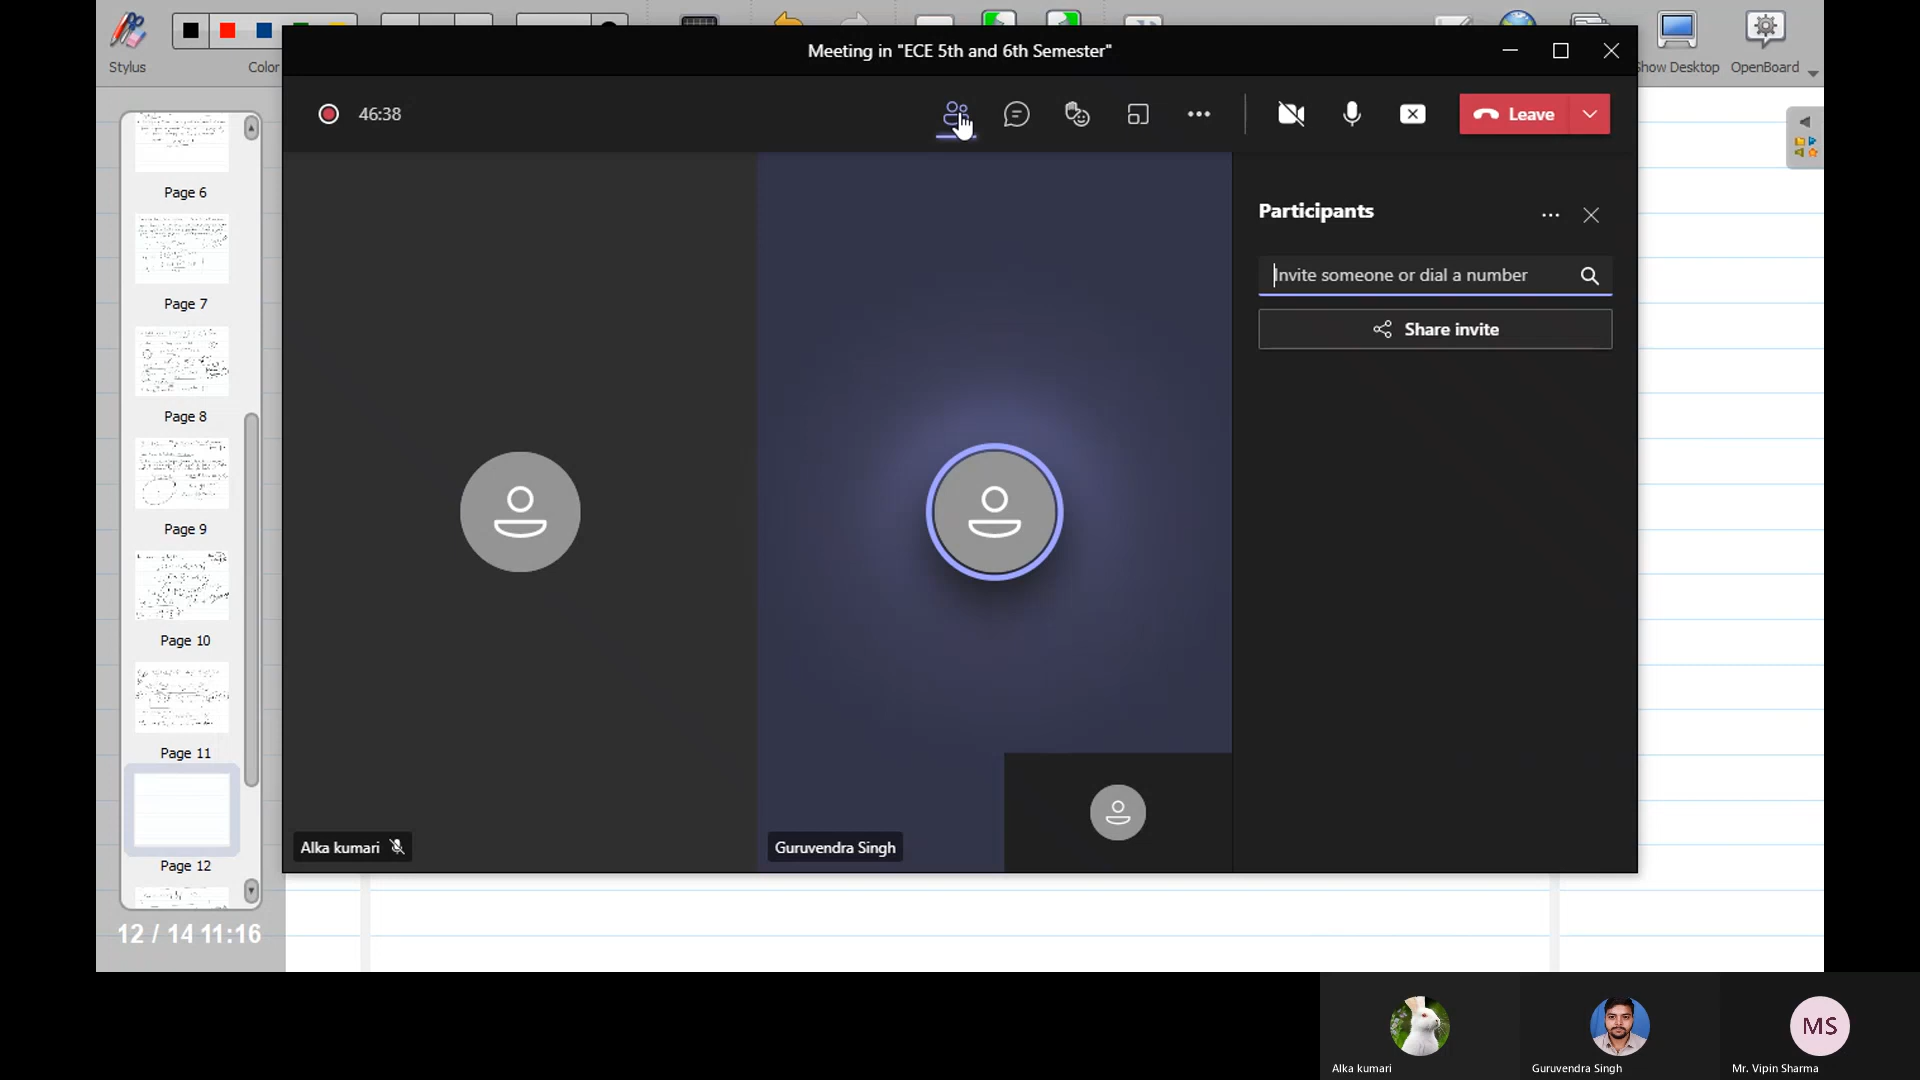 Stylus
Color
Show Desktop
OpenBoard
Meeting in "ECE 5th and 6th Semester"
46:38
Leave
Participants
Invite someone or dial a number
Share invite
Page 6
Page 7
Page 8
Page 9
Page 10
Page 11
Page 12
12 / 14 11:16
Alka kumari
Guruvendra Singh
MS
Alka kumari
Guruvendra Singh
Mr. Vipin Sharma